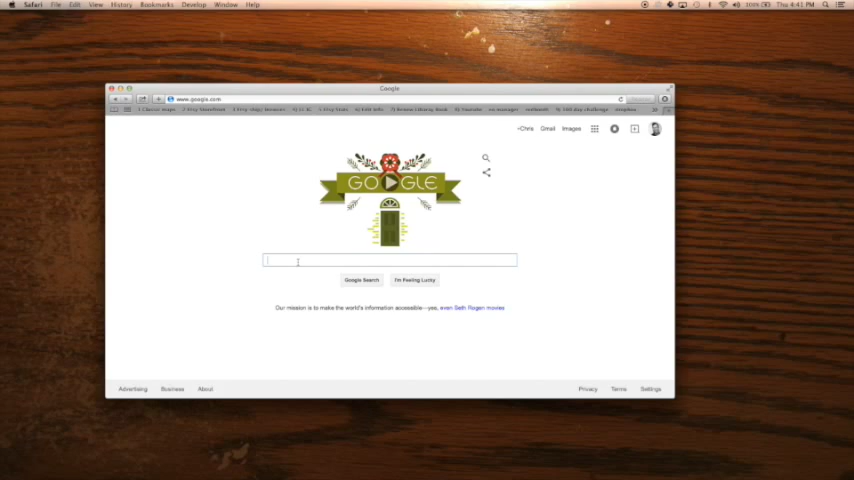 Safari File Edit View History Bookmarks Develop Window Help
100% Thu 4:41 PM
Google
www.google.com
+Chris Gmail Images
GOOGLE
Google Search I'm Feeling Lucky
Our mission is to make the world's information accessible—yes, even Seth Rogen movies
Advertising Business About Privacy Terms Settings